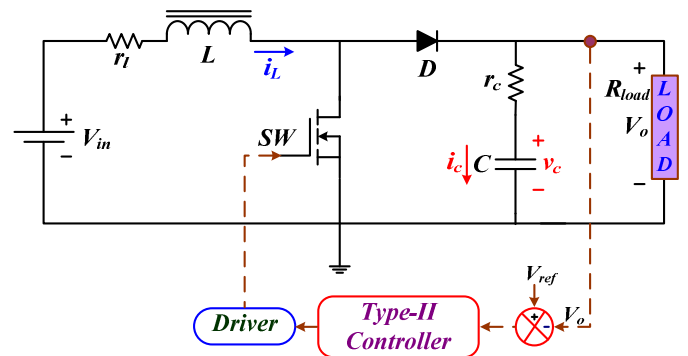 r_l
L
i_L
D
r_c
+
R_load
V_o
−
LOAD
+
V_in
−
SW
i_c
C
+
v_c
−
V_ref
+
-
V_o
Driver
Type-II
Controller